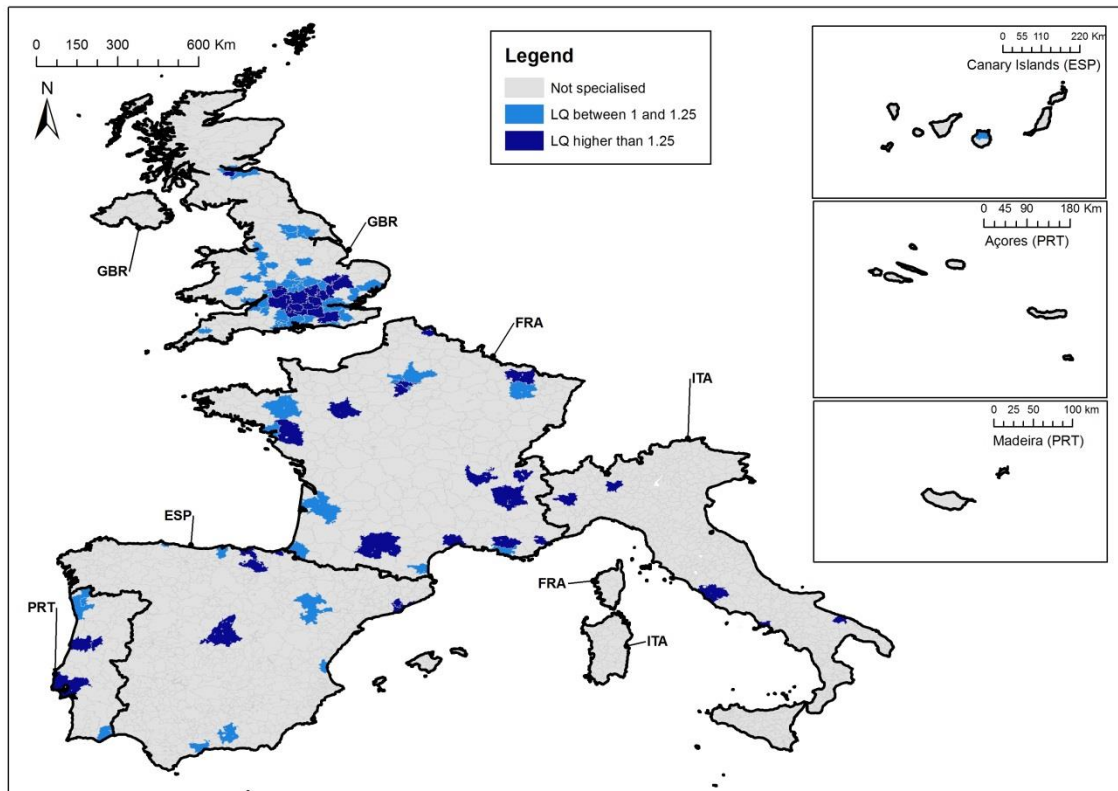 0 150 300 600 Km
N
Legend
Not specialised
LQ between 1 and 1.25
LQ higher than 1.25
GBR
GBR
FRA
ITA
ESP
FRA
PRT
ITA
0 55 110 220 Km
Canary Islands (ESP)
0 45 90 180 Km
Açores (PRT)
0 25 50 100 Km
Madeira (PRT)